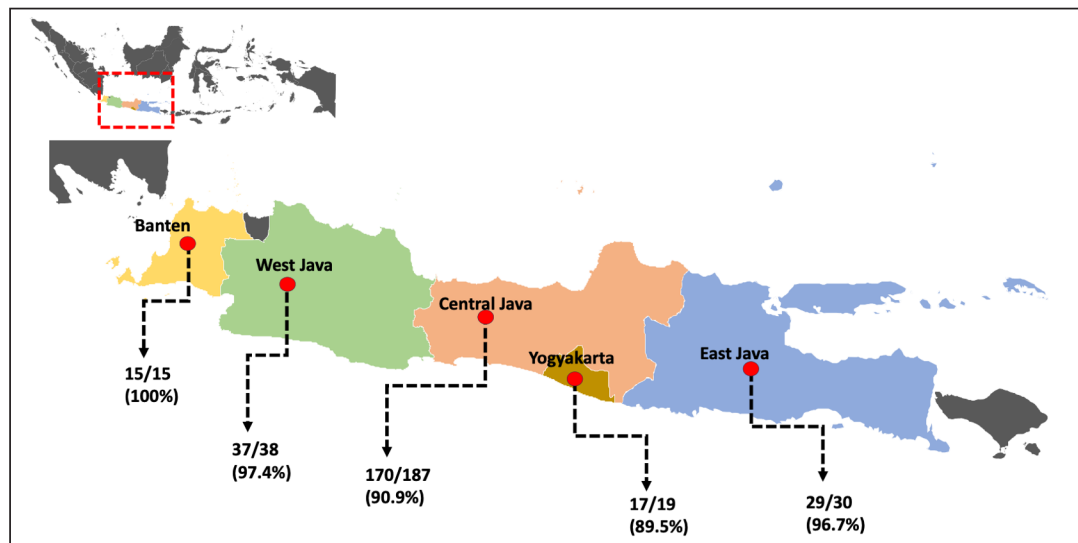 Banten
West Java
Central Java
Yogyakarta
East Java
15/15
(100%)
37/38
(97.4%)
170/187
(90.9%)
17/19
(89.5%)
29/30
(96.7%)